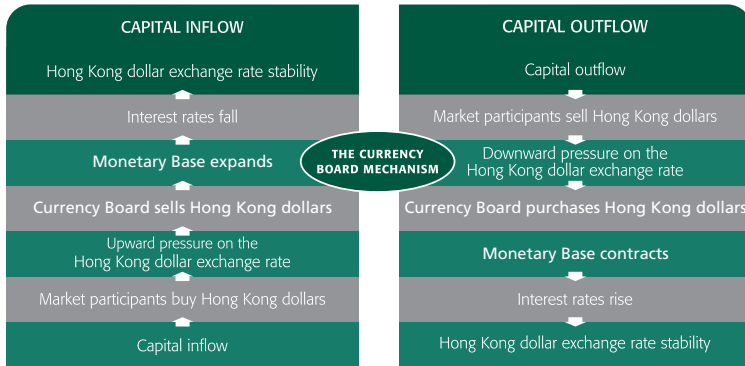 CAPITAL INFLOW
Hong Kong dollar exchange rate stability
Interest rates fall
Monetary Base expands
Currency Board sells Hong Kong dollars
Upward pressure on the
Hong Kong dollar exchange rate
Market participants buy Hong Kong dollars
Capital inflow
THE CURRENCY
BOARD MECHANISM
CAPITAL OUTFLOW
Capital outflow
Market participants sell Hong Kong dollars
Downward pressure on the
Hong Kong dollar exchange rate
Currency Board purchases Hong Kong dollars
Monetary Base contracts
Interest rates rise
Hong Kong dollar exchange rate stability